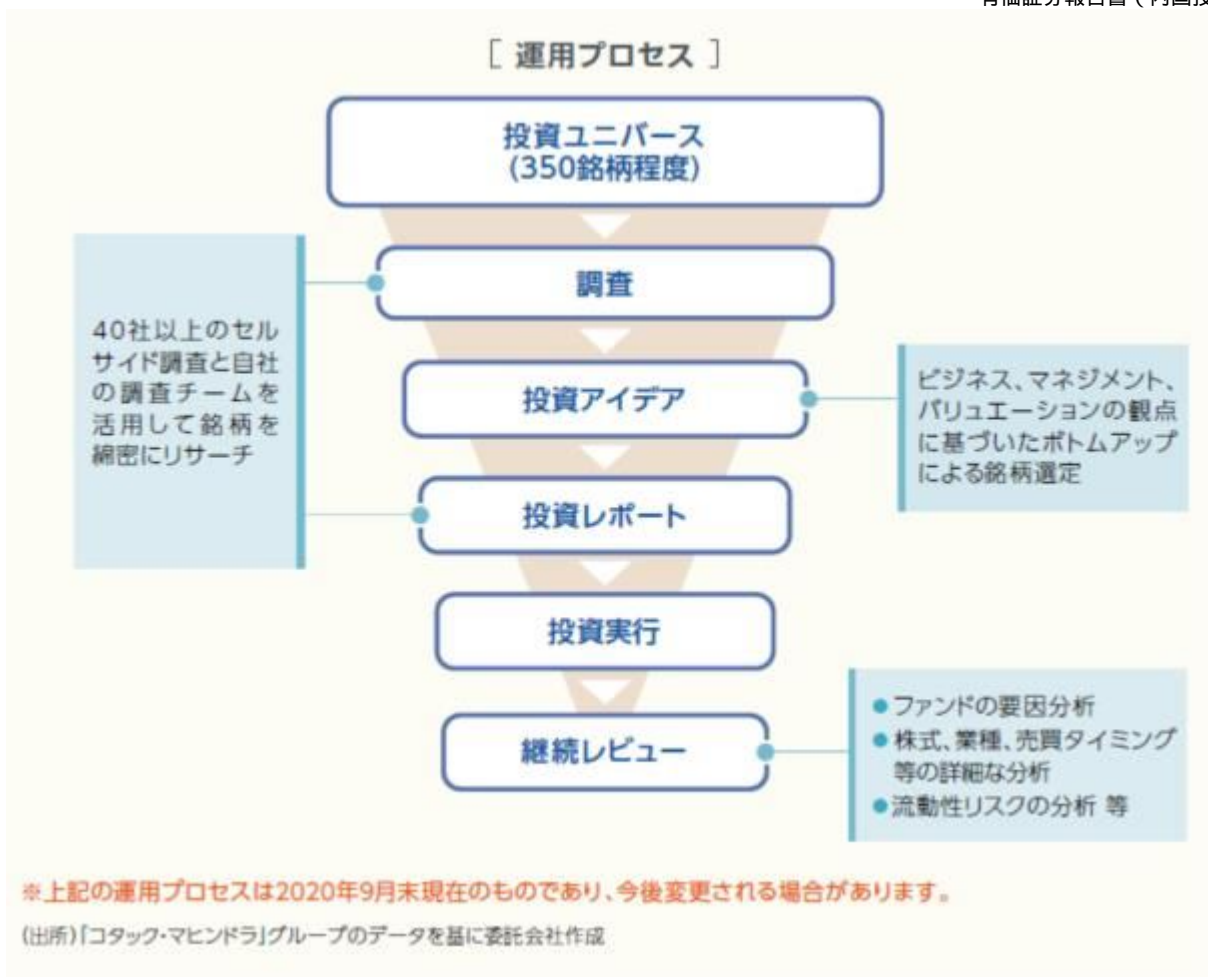 [ 運用プロセス ]
投資ユニバース
(350銘柄程度)
調査
40社以上のセル
サイド調査と自社
の調査チームを
活用して銘柄を
綿密にリサーチ
投資アイデア
ビジネス、マネジメント、
バリュエーションの観点
に基づいたボトムアップ
による銘柄選定
投資レポート
投資実行
継続レビュー
●ファンドの要因分析
●株式、業種、売買タイミング
等の詳細な分析
●流動性リスクの分析 等
※上記の運用プロセスは2020年9月末現在のものであり、今後変更される場合があります。
(出所)「コタック・マヒンドラ」グループのデータを基に委託会社作成